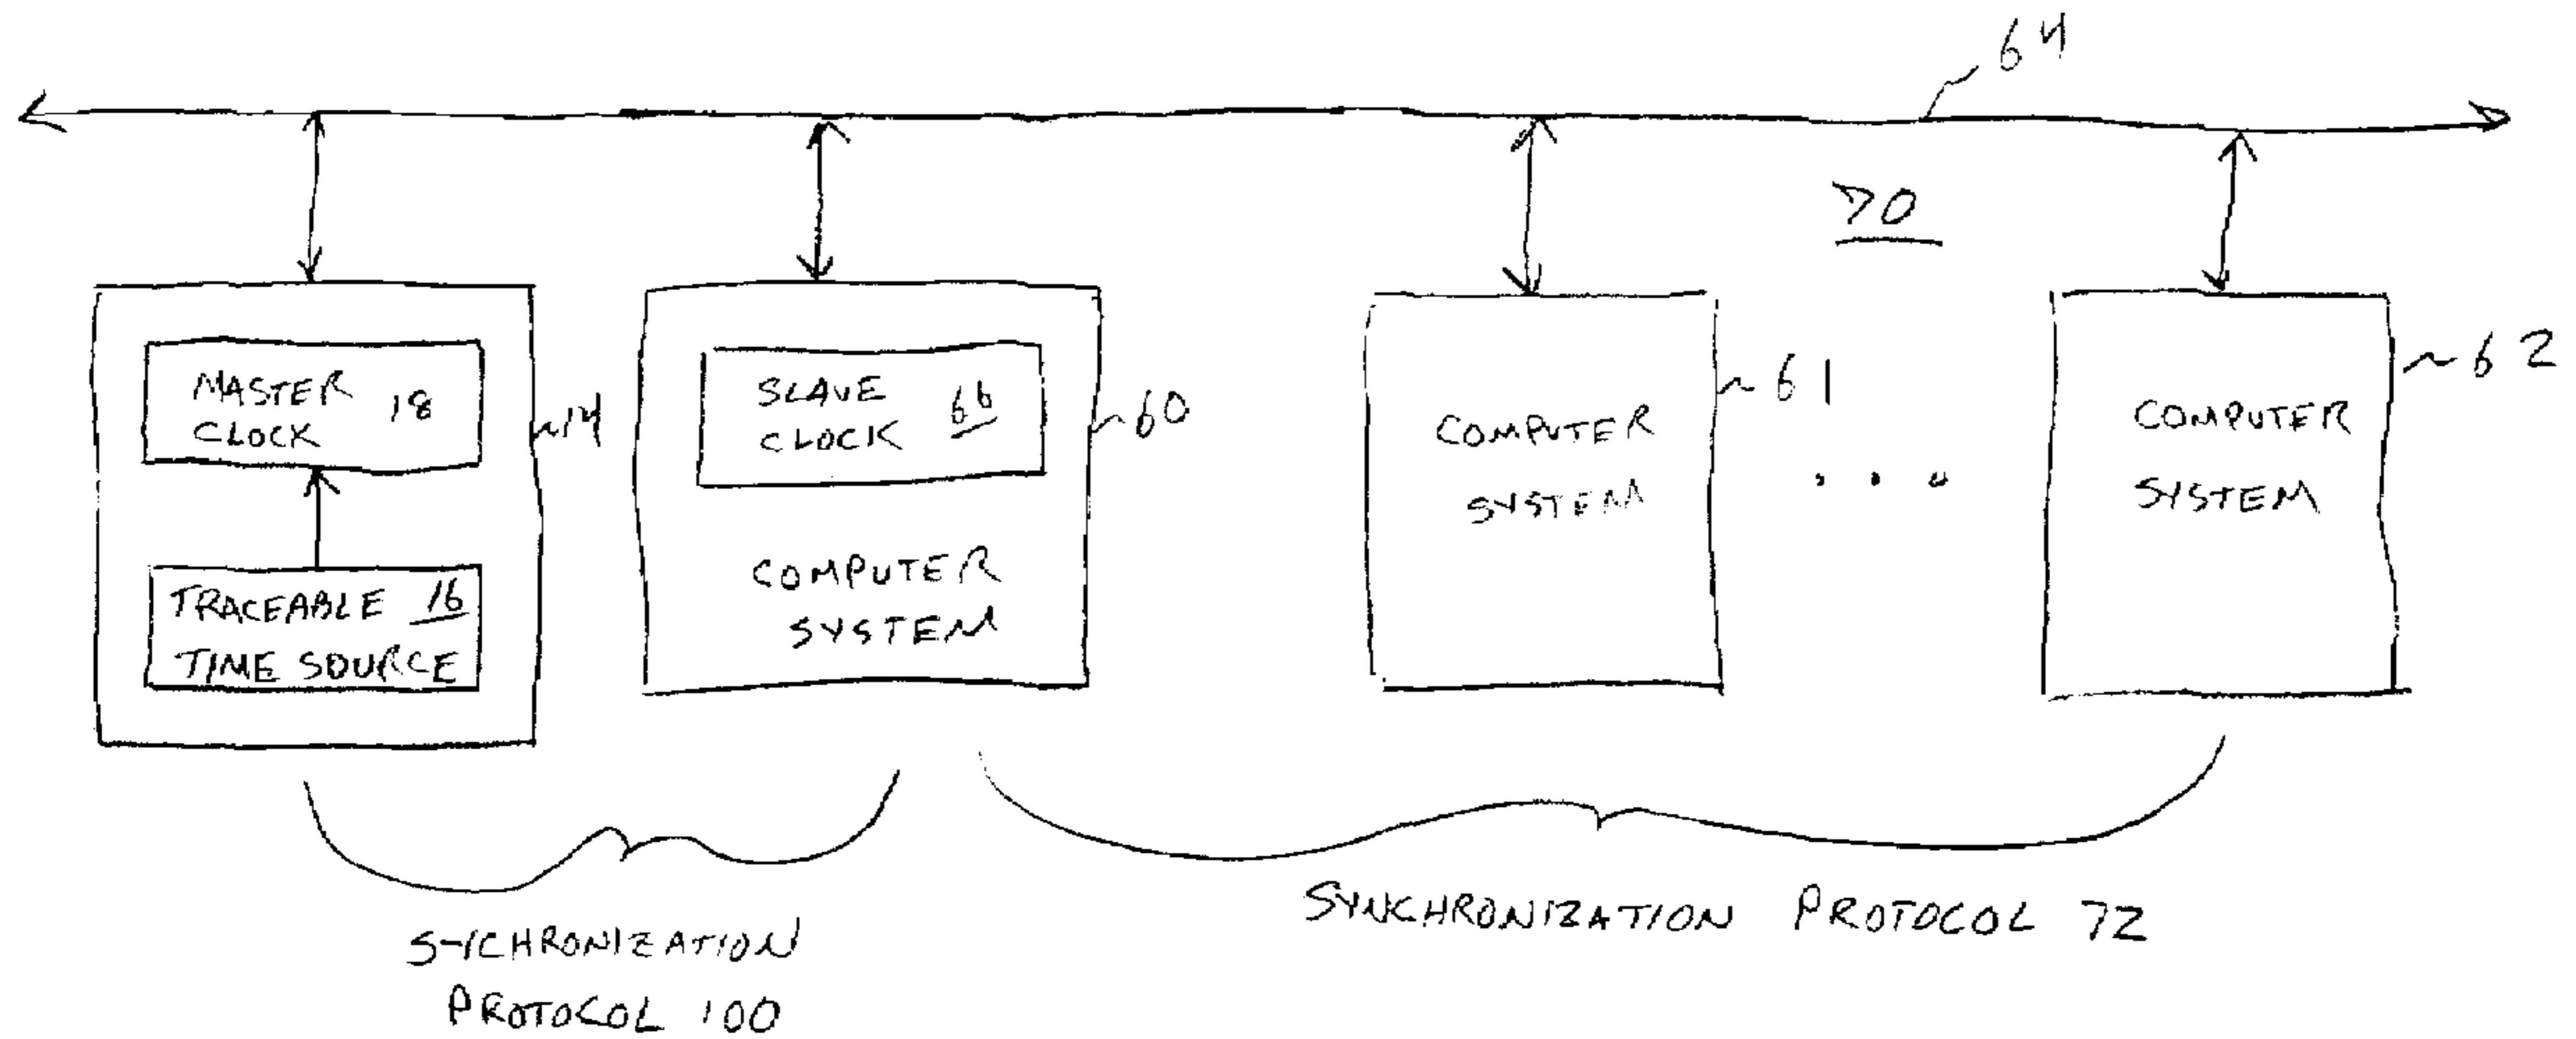 64
70
MASTER
CLOCK 18
14
TRACEABLE 16
TIME SOURCE
SLAVE
CLOCK 66
60
COMPUTER
SYSTEM
COMPUTER
SYSTEM
61
. . .
COMPUTER
SYSTEM
62
SYCHRONIZATION
PROTOCOL 100
SYNCHRONIZATION PROTOCOL 72